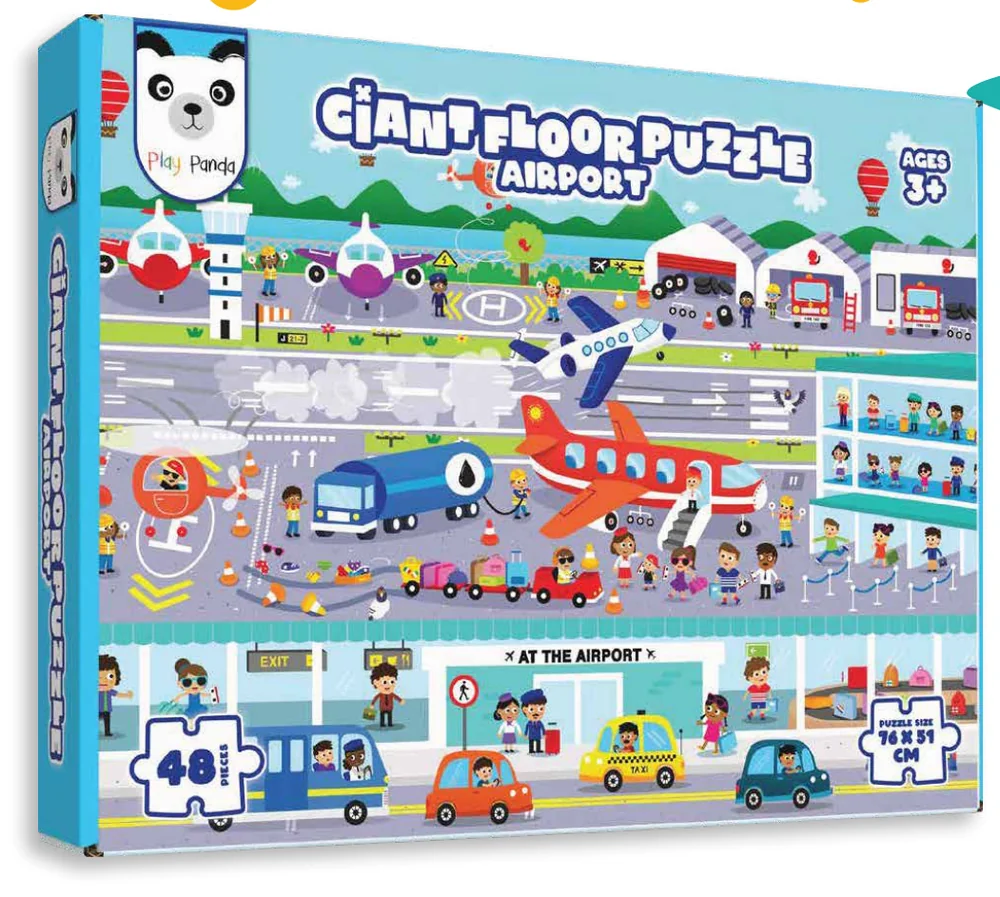 Play Panda
GiANT FLOOR PUZZLE
AIRPORT
AGES
3+
GiANT FLOOR PUZZLE
AIRPORT
H
H
EXIT
AT THE AIRPORT
TAXI
48
PIECES
PUZZLE SIZE
76 X 51
CM